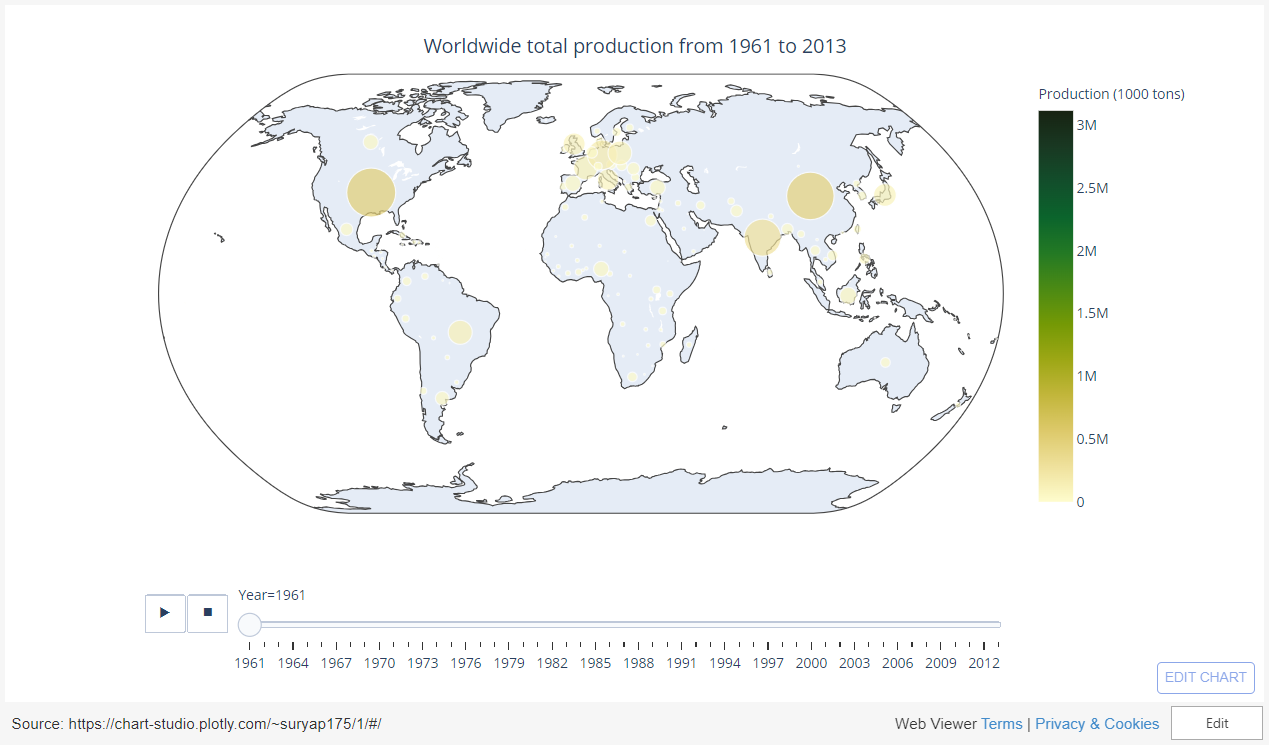 Worldwide total production from 1961 to 2013
Production (1000 tons)
3M
2.5M
2M
1.5M
1M
0.5M
0
Year=1961
1961 1964 1967 1970 1973 1976 1979 1982 1985 1988 1991 1994 1997 2000 2003 2006 2009 2012
EDIT CHART
Source: https://chart-studio.plotly.com/~suryap175/1/#/
Web Viewer Terms | Privacy & Cookies
Edit